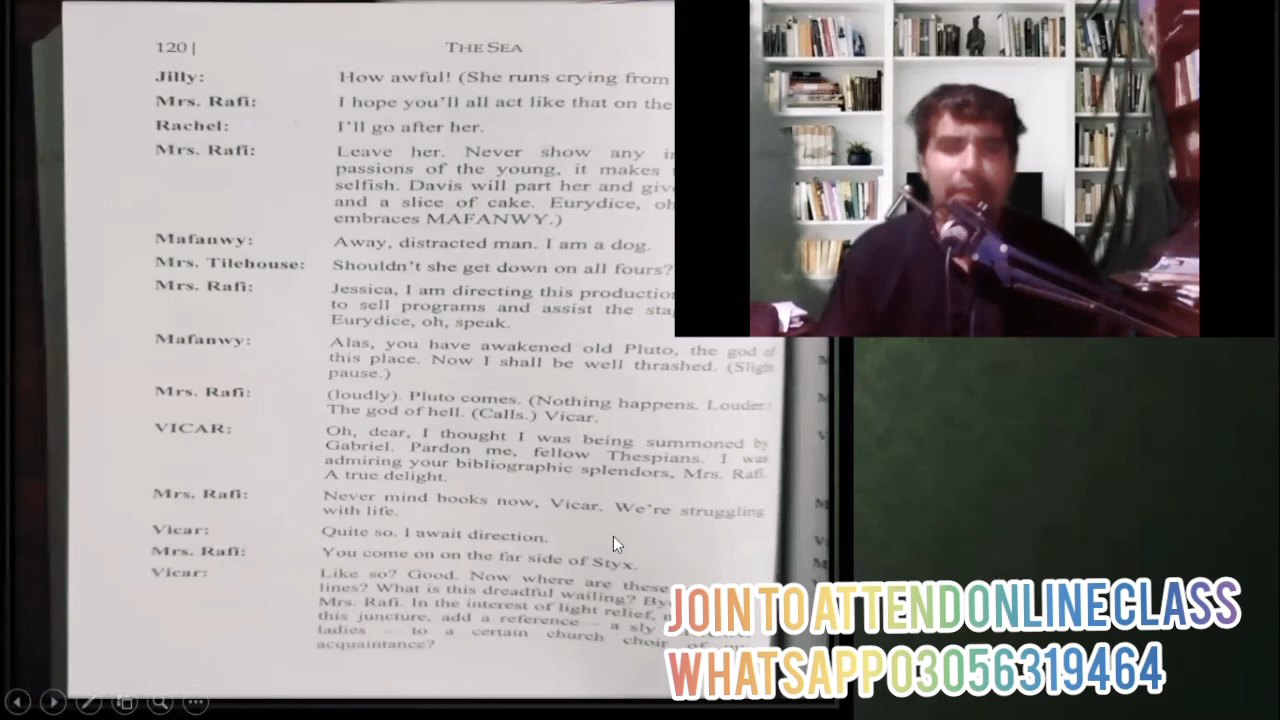 120 | THE SEA
Jilly: How awful! (She runs crying from
Mrs. Rafi: I hope you'll all act like that on the
Rachel: I'll go after her.
Mrs. Rafi: Leave her. Never show any
passions of the young, it makes
selfish. Davis will part her and
and a slice of cake. Eurydice,
embraces MAFANWY.)
Mafanwy: Away, distracted man. I am a dog.
Mrs. Tilehouse: Shouldn't she get down on all fours?
Mrs. Rafi: Jessica, I am directing this
to sell programs and assist the
Eurydice, oh, speak.
Mafanwy: Alas, you have awakened old Pluto, the god of
this place. Now I shall be well thrashed. (Slight
pause.)
Mrs. Rafi: (loudly). Pluto comes. (Nothing happens. Louder.)
The god of hell. (Calls.) Vicar.
VICAR: Oh, dear, I thought I was being summoned by
Gabriel. Pardon me, fellow Thespians. I was
admiring your bibliographic splendors, Mrs. Rafi.
A true delight.
Mrs. Rafi: Never mind books now, Vicar. We're struggling
with life.
Vicar: Quite so. I await direction.
Mrs. Rafi: You come on on the far side of Styx.
Vicar: Like so? Good. Now where are these
lines? What is this dreadful wailing?
Mrs. Rafi. In the interest of light relief,
this juncture, add a reference – a sly
ladies – to a certain church choir of
acquaintance?
JOIN TO ATTEND ONLINE CLASS
WHATSAPP 03056319464